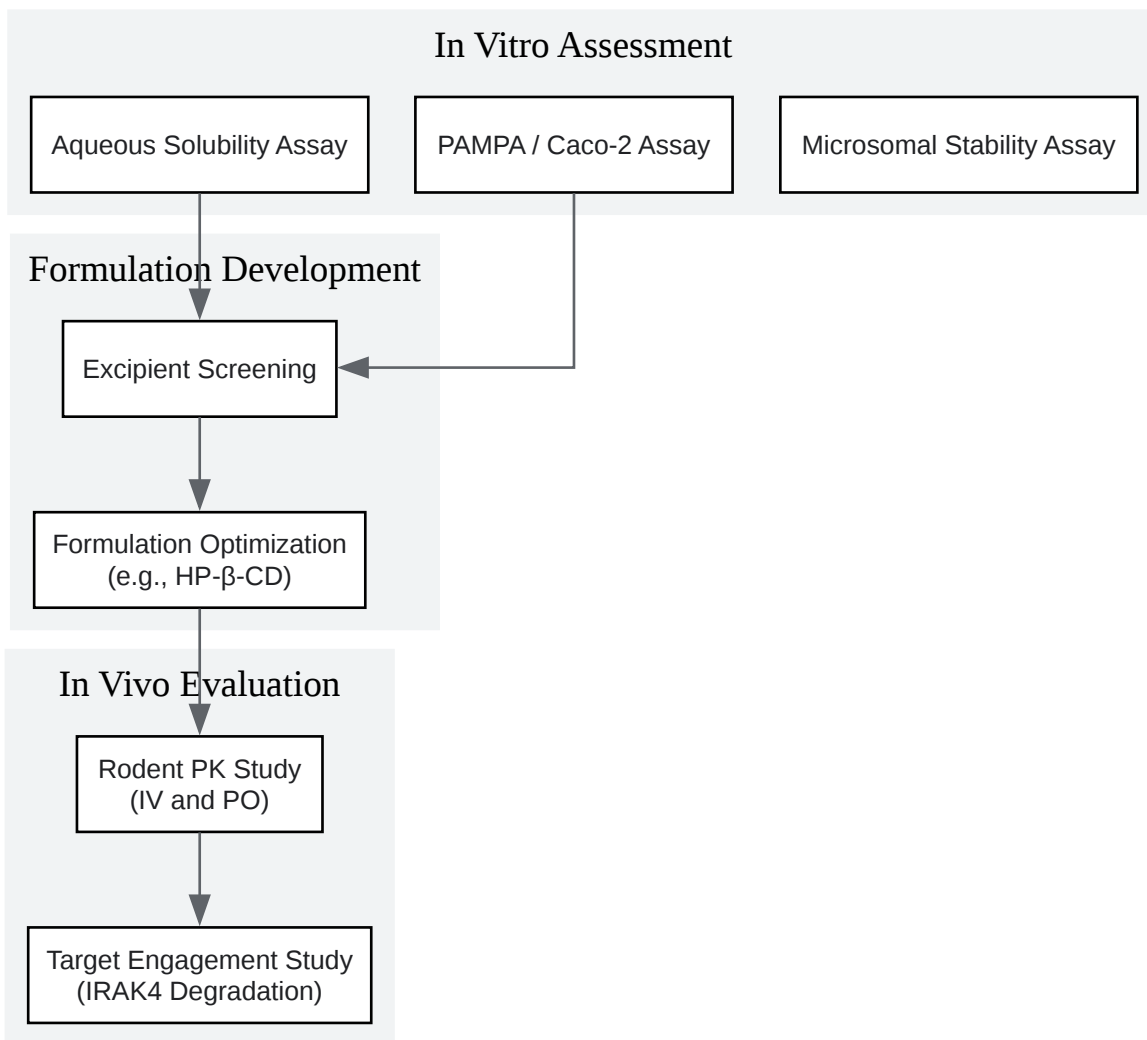 In Vitro Assessment
Aqueous Solubility Assay
PAMPA / Caco-2 Assay
Microsomal Stability Assay
Formulation Development
Excipient Screening
Formulation Optimization
(e.g., HP-β-CD)
In Vivo Evaluation
Rodent PK Study
(IV and PO)
Target Engagement Study
(IRAK4 Degradation)